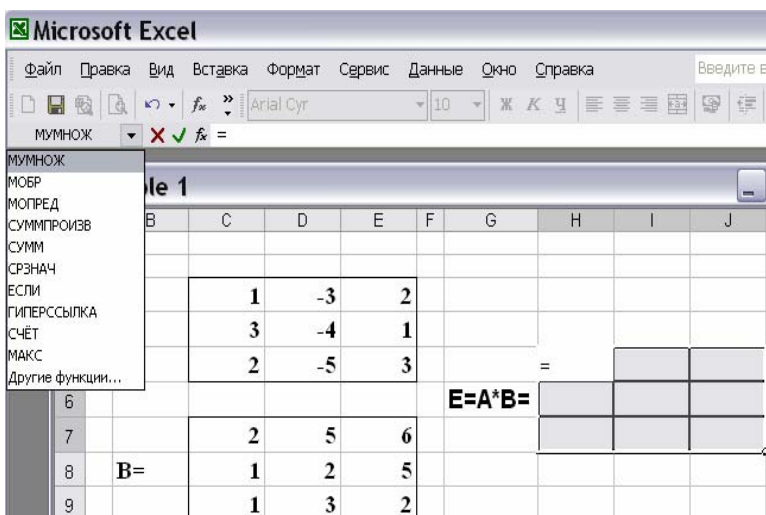 Microsoft Excel
Файл Правка Вид Вставка Формат Сервис Данные Окно Справка
Введите в
Arial Cyr 10 Ж К Ч
МУМНОЖ fx =
МУМНОЖ
МОБР
МОПРЕД
СУММПРОИЗВ
СУММ
СРЗНАЧ
ЕСЛИ
ГИПЕРССЫЛКА
СЧЁТ
МАКС
Другие функции...
le 1
B C D E F G H I J
1 -3 2
3 -4 1
2 -5 3 =
6 E=A*B=
7 2 5 6
8 B= 1 2 5
9 1 3 2